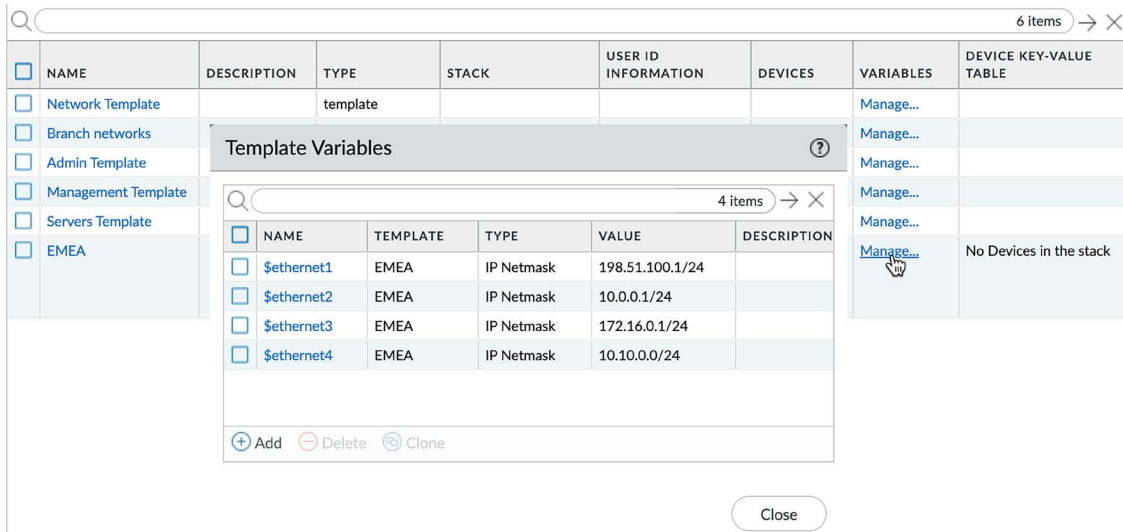 6 items
NAME DESCRIPTION TYPE STACK USER ID INFORMATION DEVICES VARIABLES DEVICE KEY-VALUE TABLE
Network Template template Manage...
Branch networks Manage...
Admin Template Manage...
Management Template Manage...
Servers Template Manage...
EMEA Manage... No Devices in the stack
Template Variables ?
4 items
NAME TEMPLATE TYPE VALUE DESCRIPTION
$ethernet1 EMEA IP Netmask 198.51.100.1/24
$ethernet2 EMEA IP Netmask 10.0.0.1/24
$ethernet3 EMEA IP Netmask 172.16.0.1/24
$ethernet4 EMEA IP Netmask 10.10.0.0/24
Add Delete Clone
Close